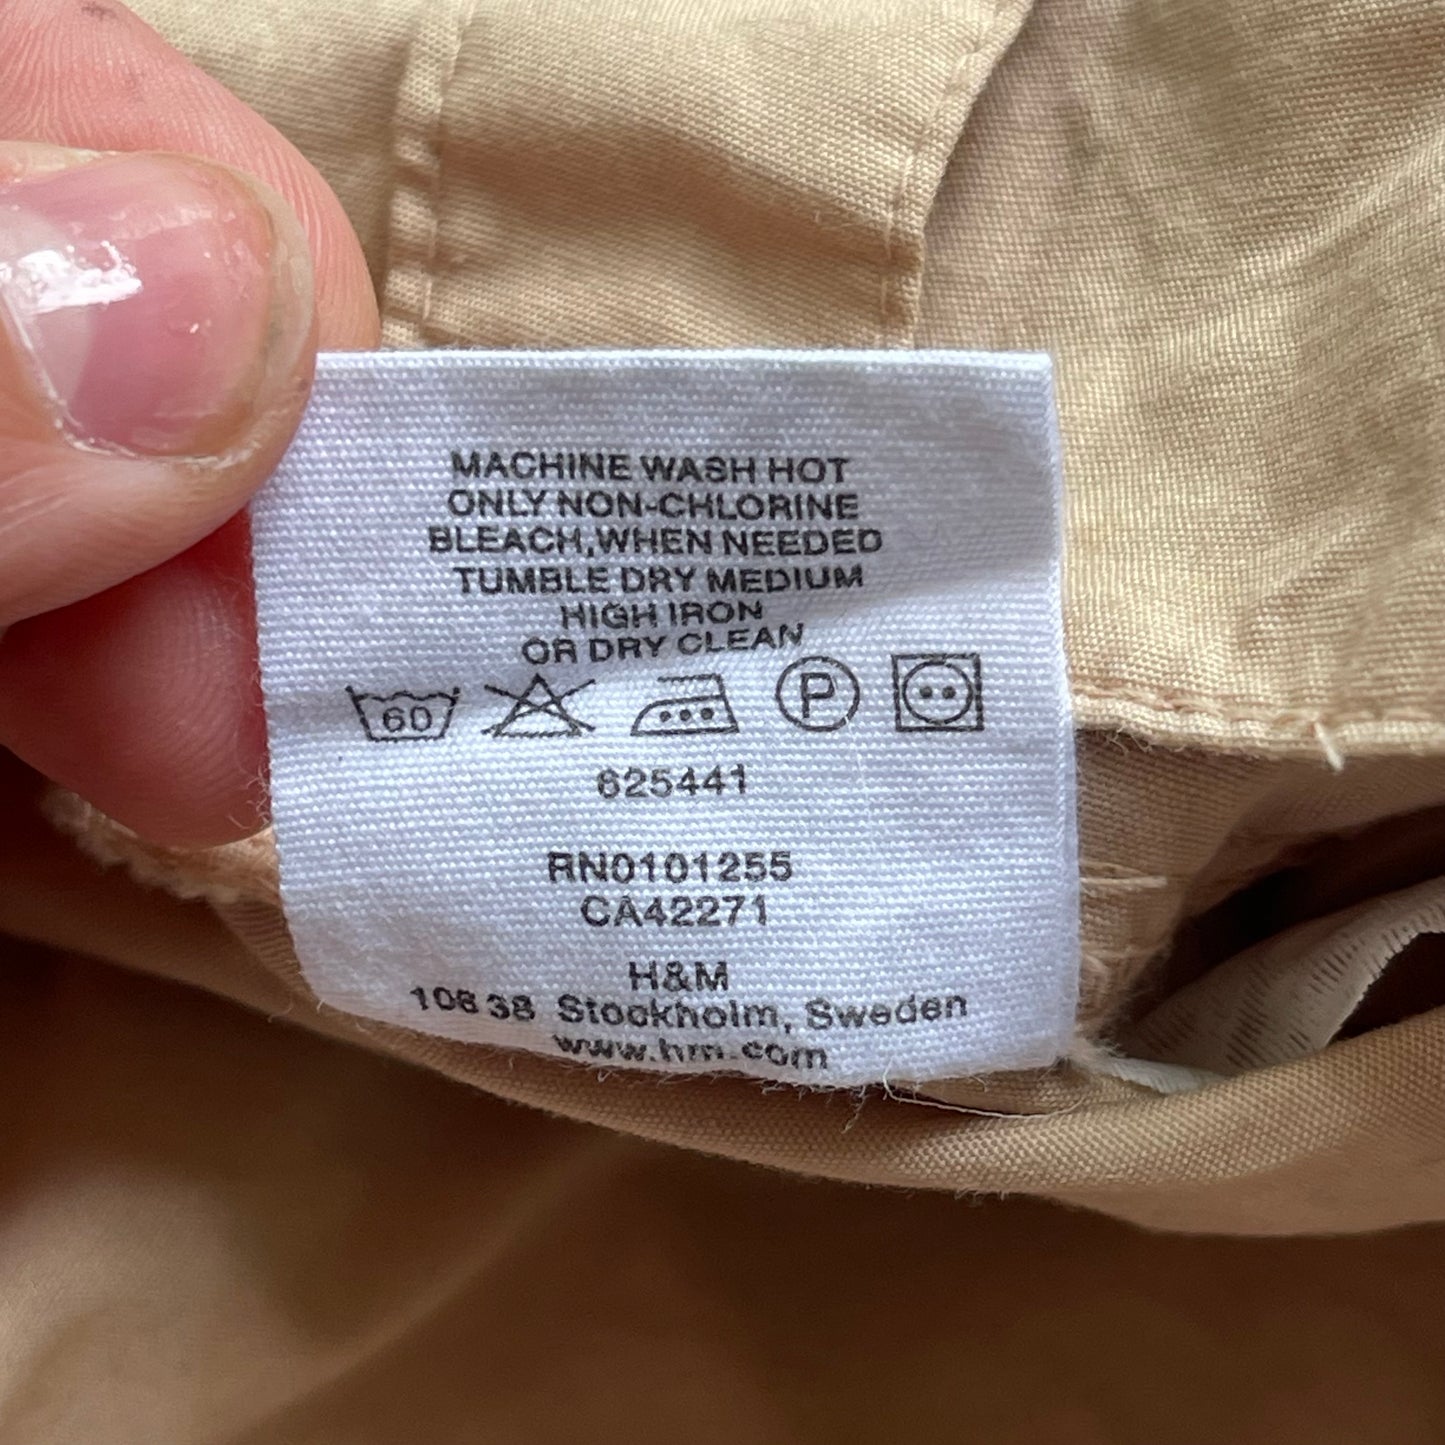 MACHINE WASH HOT
ONLY NON-CHLORINE
BLEACH,WHEN NEEDED
TUMBLE DRY MEDIUM
HIGH IRON
OR DRY CLEAN
60 P
625441
RN0101255
CA42271
H&M
106 38 Stockholm, Sweden
www.hm.com